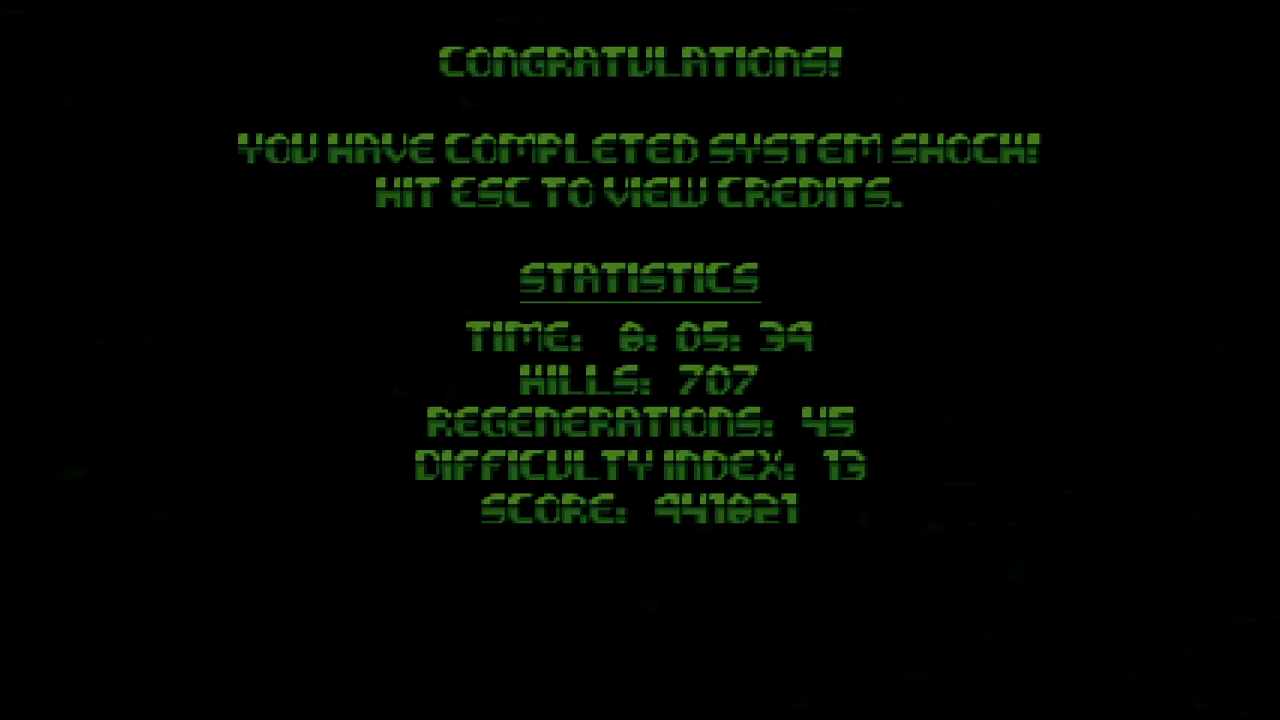 CONGRATULATIONS!
YOU HAVE COMPLETED SYSTEM SHOCK!
HIT ESC TO VIEW CREDITS.
STATISTICS
TIME: 8: 05: 39
KILLS: 707
REGENERATIONS: 45
DIFFICULTY INDEX: 13
SCORE: 941821